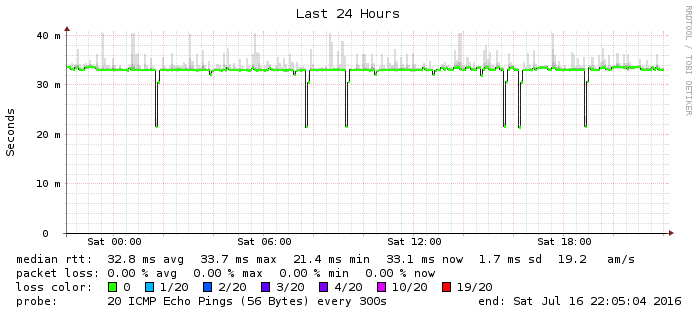 Last 24 Hours
RRDTOOL / TOBI OETIKER
Seconds
40 m
30 m
20 m
10 m
0
Sat 00:00 Sat 06:00 Sat 12:00 Sat 18:00
median rtt: 32.8 ms avg 33.7 ms max 21.4 ms min 33.1 ms now 1.7 ms sd 19.2 am/s
packet loss: 0.00 % avg 0.00 % max 0.00 % min 0.00 % now
loss color: 0 1/20 2/20 3/20 4/20 10/20 19/20
probe: 20 ICMP Echo Pings (56 Bytes) every 300s end: Sat Jul 16 22:05:04 2016